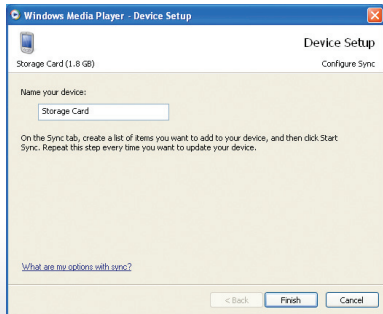 Windows Media Player - Device Setup
Device Setup
Storage Card (1.8 GB)
Configure Sync
Name your device:
Storage Card
On the Sync tab, create a list of items you want to add to your device, and then click Start
Sync. Repeat this step every time you want to update your device.
What are my options with sync?
< Back
Finish
Cancel